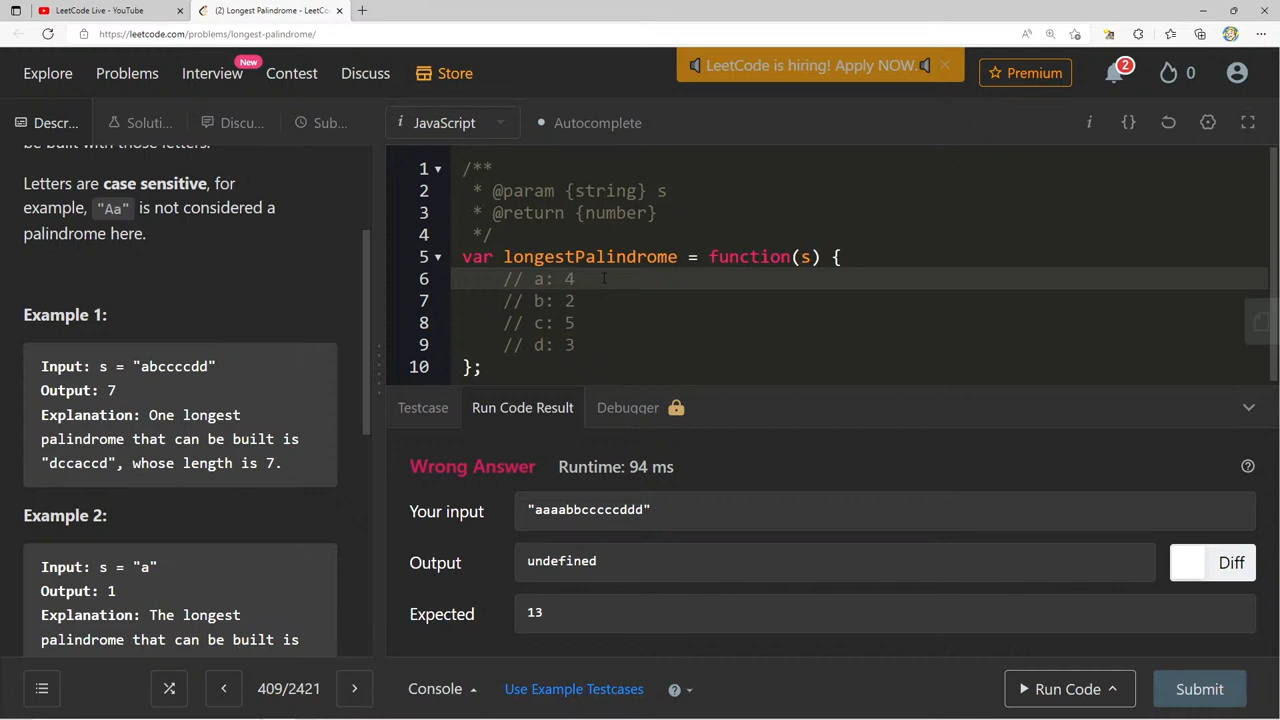 LeetCode Live - YouTube
(2) Longest Palindrome - LeetCo
https://leetcode.com/problems/longest-palindrome/
Explore
Problems
Interview
New
Contest
Discuss
Store
LeetCode is hiring! Apply NOW.
Premium
2
0
Descr...
Soluti...
Discu...
Sub...
i JavaScript
Autocomplete
be built with those letters.
Letters are case sensitive, for
example, "Aa" is not considered a
palindrome here.
Example 1:
Input: s = "abccccdd"
Output: 7
Explanation: One longest
palindrome that can be built is
"dccaccd", whose length is 7.
Example 2:
Input: s = "a"
Output: 1
Explanation: The longest
palindrome that can be built is
1 /**
2 * @param {string} s
3 * @return {number}
4 */
5 var longestPalindrome = function(s) {
6 // a: 4
7 // b: 2
8 // c: 5
9 // d: 3
10 };
Testcase
Run Code Result
Debugger
Wrong Answer
Runtime: 94 ms
Your input
"aaaabbcccccddd"
Output
undefined
Diff
Expected
13
409/2421
Console
Use Example Testcases
Run Code
Submit